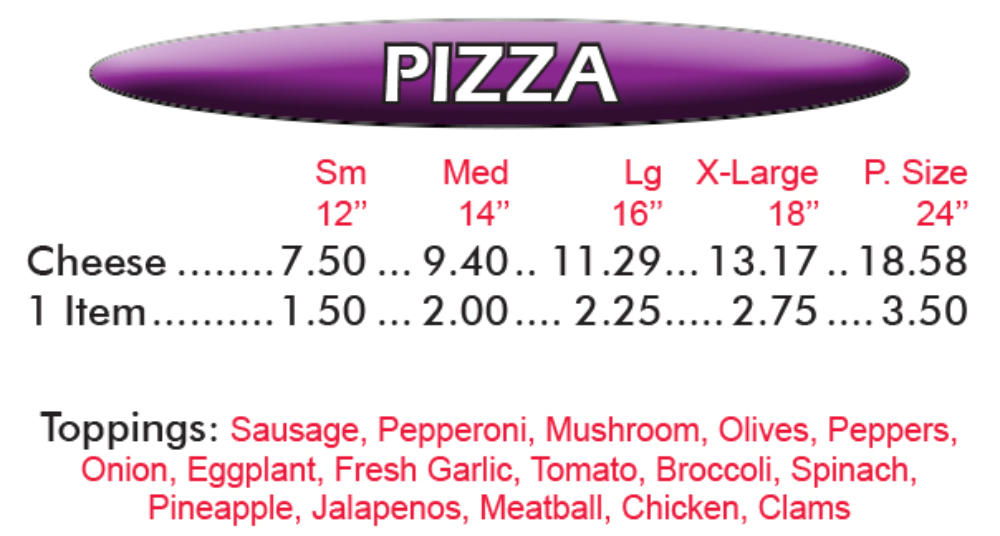 PIZZA
Sm Med Lg X-Large P. Size
12” 14” 16” 18” 24”
Cheese ........7.50 ... 9.40.. 11.29... 13.17 .. 18.58
1 Item..........1.50 ... 2.00.... 2.25..... 2.75 .... 3.50
Toppings: Sausage, Pepperoni, Mushroom, Olives, Peppers,
Onion, Eggplant, Fresh Garlic, Tomato, Broccoli, Spinach,
Pineapple, Jalapenos, Meatball, Chicken, Clams